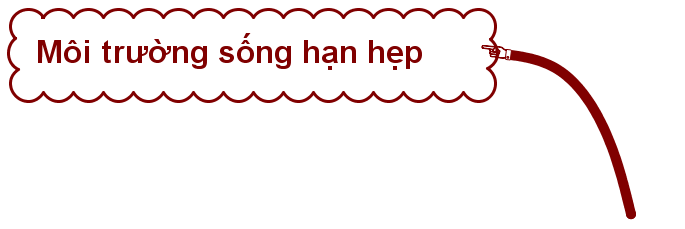 Môi trường sống hạn hẹp